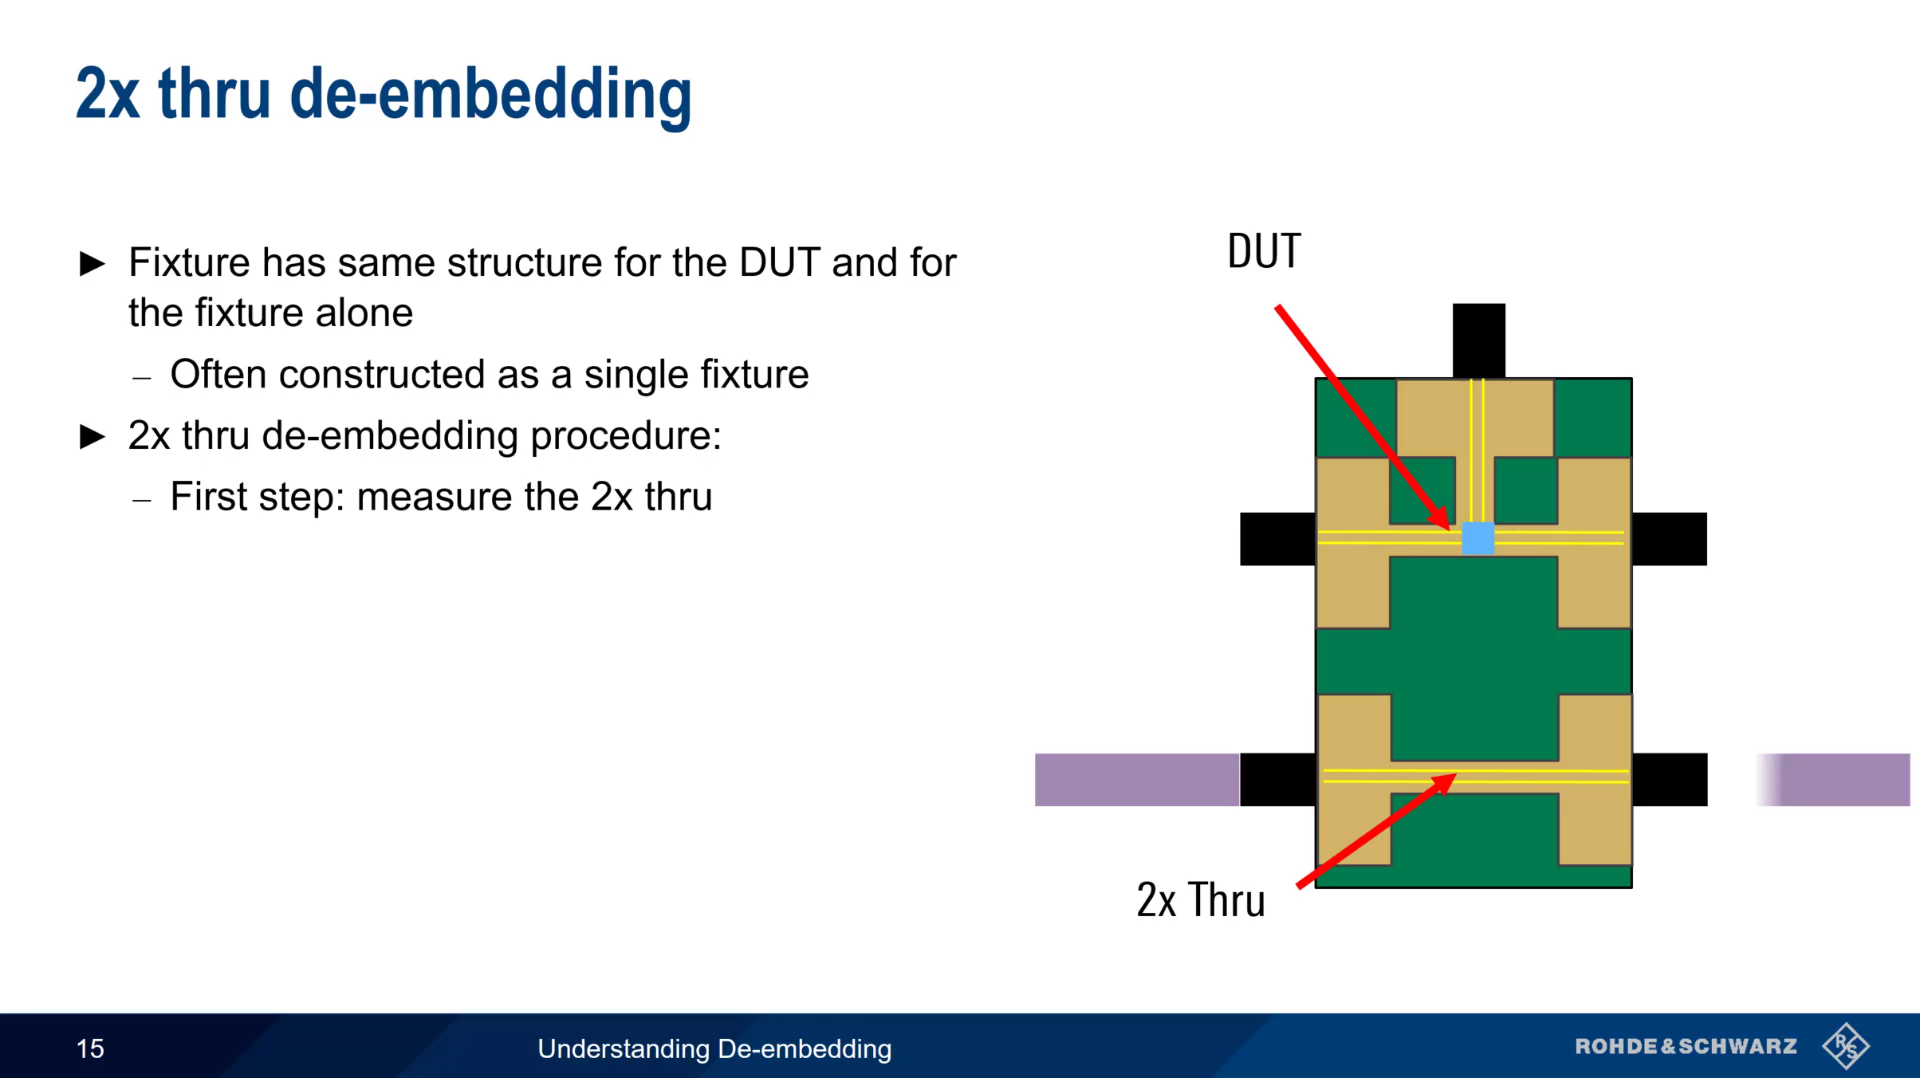 2x thru de-embedding
► Fixture has same structure for the DUT and for
the fixture alone
– Often constructed as a single fixture
► 2x thru de-embedding procedure:
– First step: measure the 2x thru
DUT
2x Thru
15
Understanding De-embedding
ROHDE&SCHWARZ
R&S